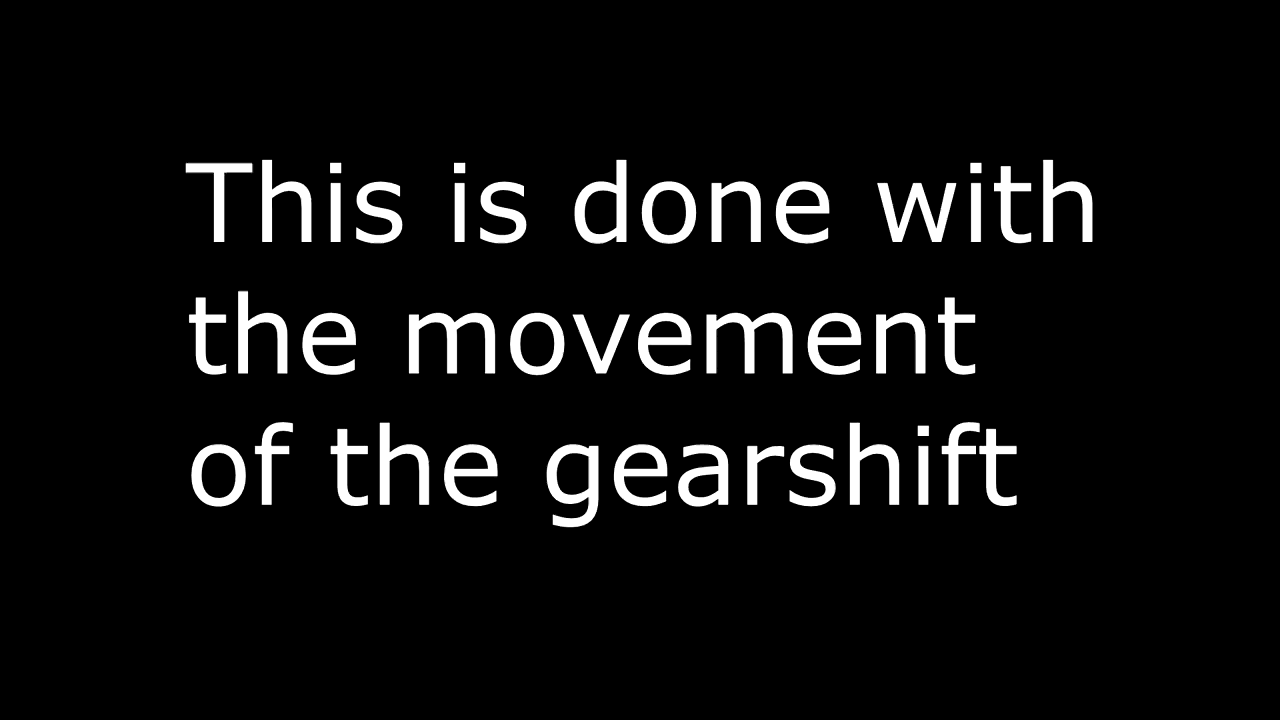 This is done with
the movement
of the gearshift